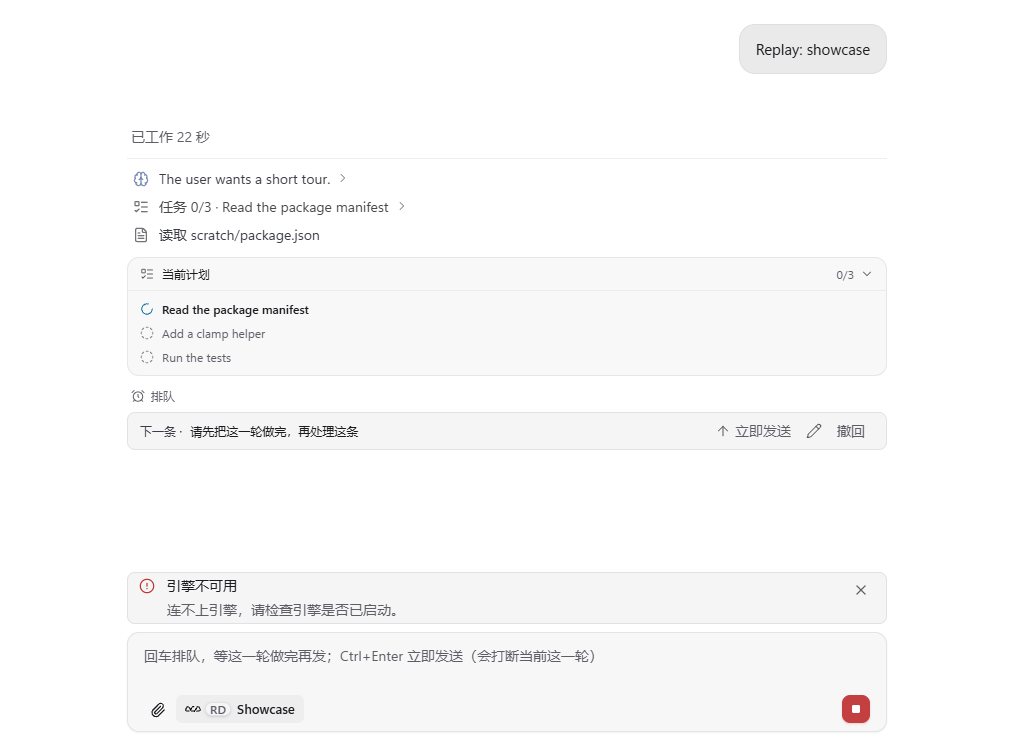 Replay: showcase
已工作 22 秒
The user wants a short tour.
任务 0/3 · Read the package manifest
读取 scratch/package.json
当前计划 0/3
Read the package manifest
Add a clamp helper
Run the tests
排队
下一条 · 请先把这一轮做完，再处理这条 立即发送 撤回
引擎不可用
连不上引擎，请检查引擎是否已启动。
回车排队，等这一轮做完再发；Ctrl+Enter 立即发送（会打断当前这一轮）
RD Showcase